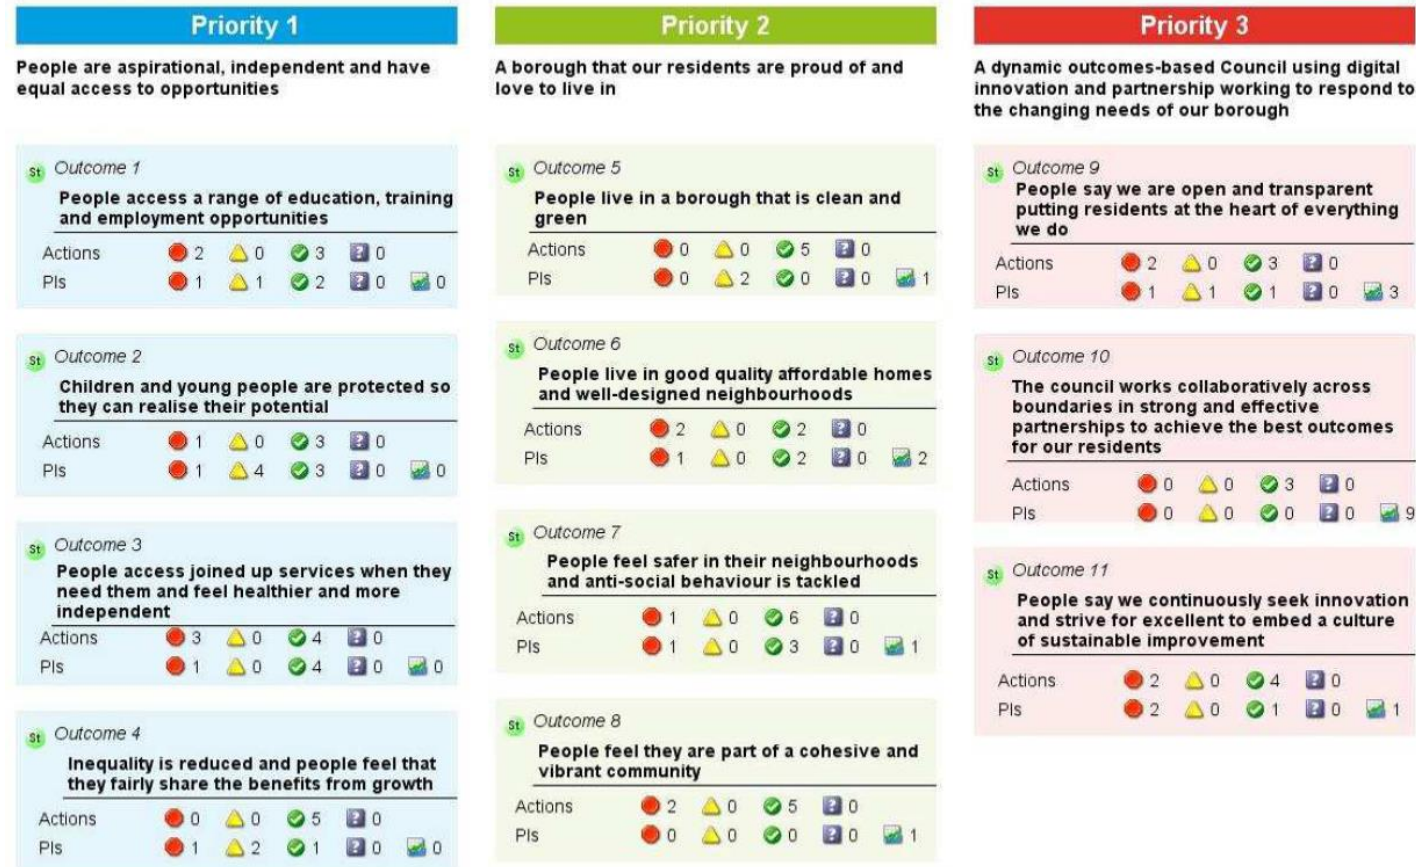 Priority 1
People are aspirational, independent and have
equal access to opportunities
St Outcome 1
People access a range of education, training
and employment opportunities
Actions 2 0 3 ? 0
PIs 1 1 2 ? 0 0
St Outcome 2
Children and young people are protected so
they can realise their potential
Actions 1 0 3 ? 0
PIs 1 4 3 ? 0 0
St Outcome 3
People access joined up services when they
need them and feel healthier and more
independent
Actions 3 0 4 ? 0
PIs 1 0 4 ? 0 0
St Outcome 4
Inequality is reduced and people feel that
they fairly share the benefits from growth
Actions 0 0 5 ? 0
PIs 1 2 1 ? 0 0
Priority 2
A borough that our residents are proud of and
love to live in
St Outcome 5
People live in a borough that is clean and
green
Actions 0 0 5 ? 0
PIs 0 2 0 ? 0 1
St Outcome 6
People live in good quality affordable homes
and well-designed neighbourhoods
Actions 2 0 2 ? 0
PIs 1 0 2 ? 0 2
St Outcome 7
People feel safer in their neighbourhoods
and anti-social behaviour is tackled
Actions 1 0 6 ? 0
PIs 1 0 3 ? 0 1
St Outcome 8
People feel they are part of a cohesive and
vibrant community
Actions 2 0 5 ? 0
PIs 0 0 0 ? 0 1
Priority 3
A dynamic outcomes-based Council using digital
innovation and partnership working to respond to
the changing needs of our borough
St Outcome 9
People say we are open and transparent
putting residents at the heart of everything
we do
Actions 2 0 3 ? 0
PIs 1 1 1 ? 0 3
St Outcome 10
The council works collaboratively across
boundaries in strong and effective
partnerships to achieve the best outcomes
for our residents
Actions 0 0 3 ? 0
PIs 0 0 0 ? 0 9
St Outcome 11
People say we continuously seek innovation
and strive for excellent to embed a culture
of sustainable improvement
Actions 2 0 4 ? 0
PIs 2 0 1 ? 0 1